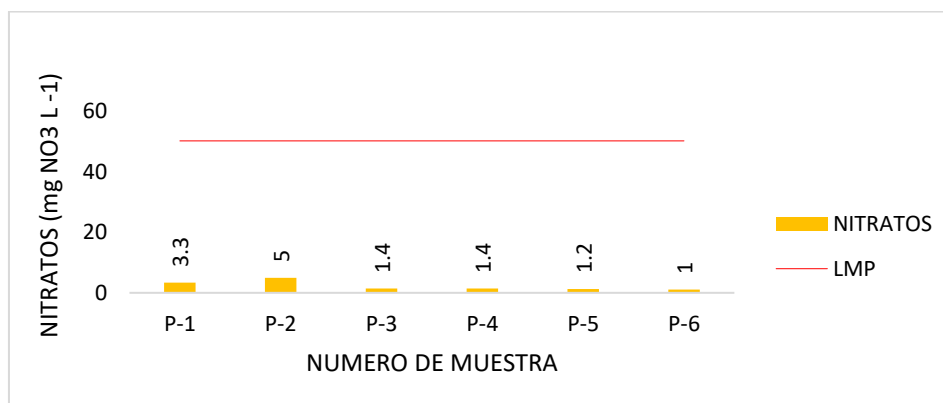 NITRATOS (mg NO3 L -1)
60
40
20
0
3.3
5
1.4
1.4
1.2
1
P-1 P-2 P-3 P-4 P-5 P-6
NUMERO DE MUESTRA
NITRATOS
LMP